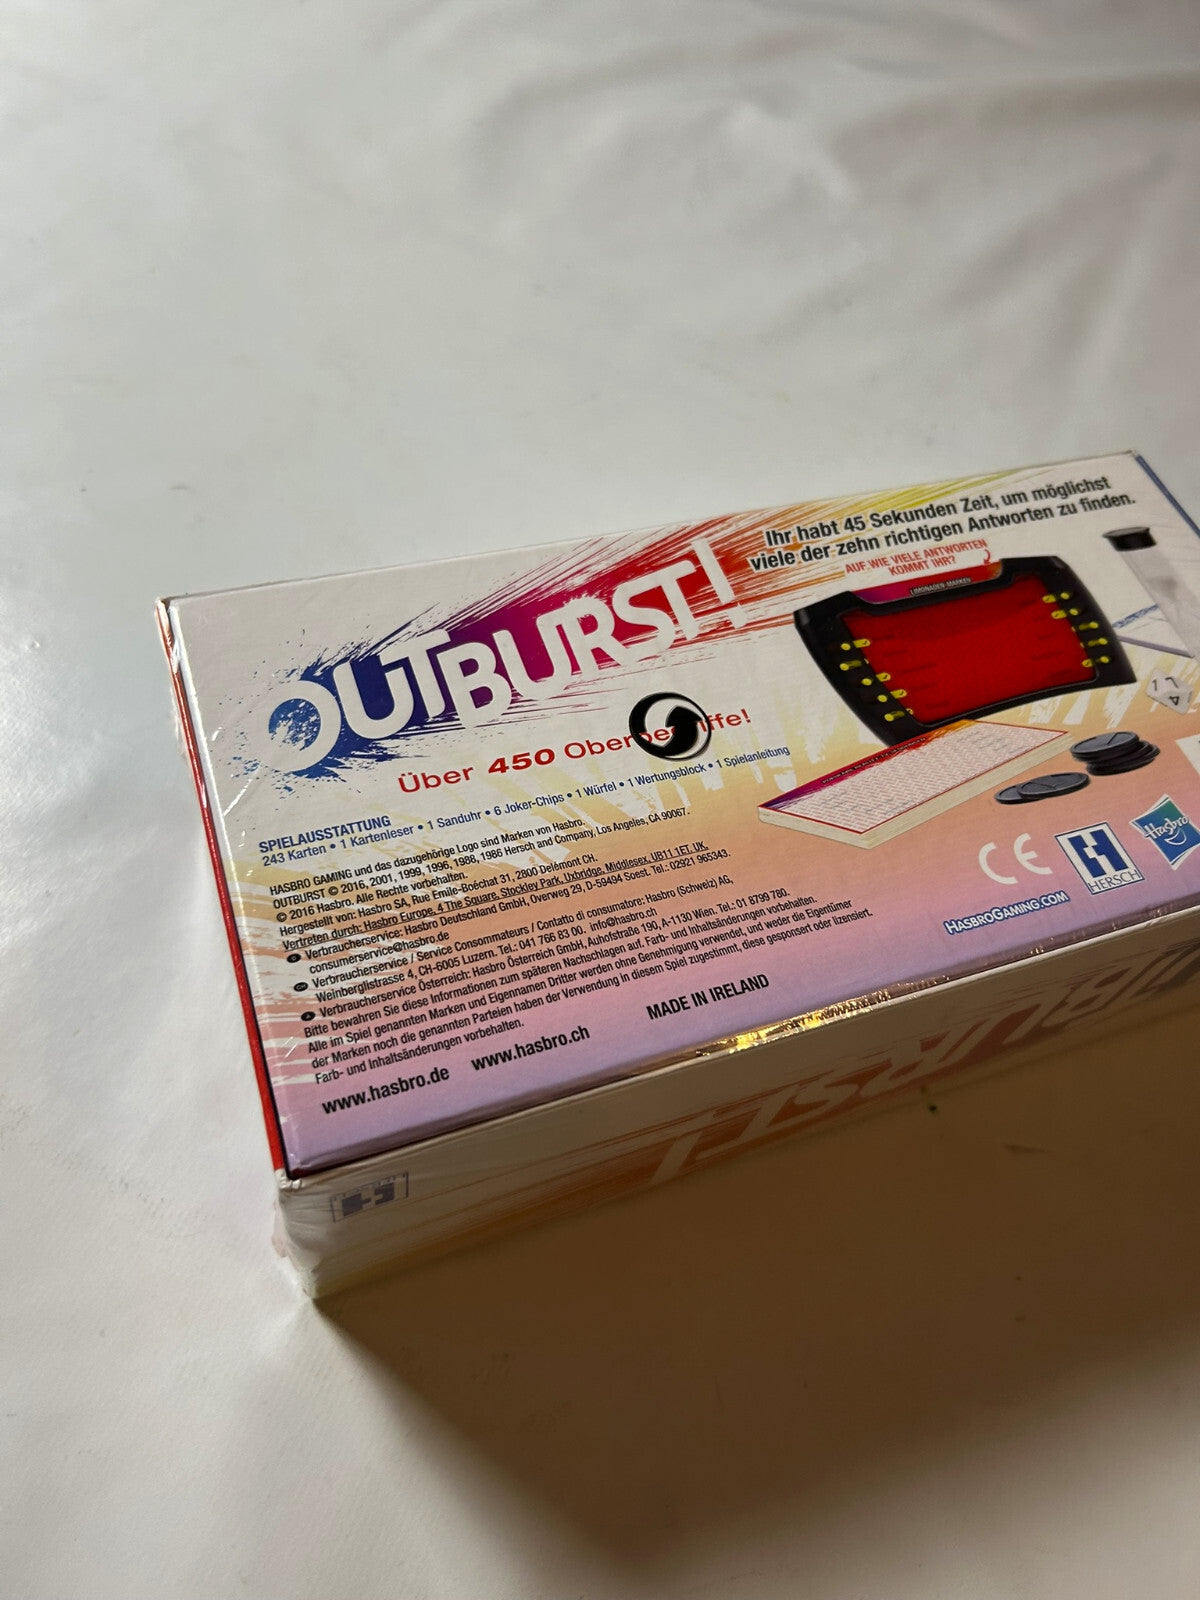 Ihr habt 45 Sekunden Zeit, um möglichst
viele der zehn richtigen Antworten zu finden.
AUF WIE VIELE ANTWORTEN
KOMMT IHR?
LIMONADEN-MARKEN
OUTBURST!
Über 450
SPIELAUSSTATTUNG
243 Karten • 1 Kartenleser • 1 Sanduhr • 6 Joker-Chips • 1 Würfel • 1 Wertungsblock • 1 Spielanleitung
HASBRO GAMING und das dazugehörige Logo sind Marken von Hasbro.
OUTBURST © 2016, 2001, 1999, 1996, 1988, 1986 Hersch and Company, Los Angeles, CA 90067.
© 2016 Hasbro. Alle Rechte vorbehalten.
Hergestellt von: Hasbro SA, Rue Emile-Boéchat 31, 2800 Delémont CH.
Vertreten durch: Hasbro Europe, 4 The Square, Stockley Park, Uxbridge, Middlesex, UB11 1ET. UK.
D Verbraucherservice: Hasbro Deutschland GmbH, Overweg 29, D-59494 Soest. Tel.: 02921 965343.
consumerservice@hasbro.de
CH Verbraucherservice / Service Consommateurs / Contatto di consumatore: Hasbro (Schweiz) AG,
Weinberglistrasse 4, CH-6005 Luzern. Tel.: 041 766 83 00. info@hasbro.ch
A Verbraucherservice Österreich: Hasbro Österreich GmbH, Auhofstraße 190, A-1130 Wien. Tel.: 01 8799 780.
Bitte bewahren Sie diese Informationen zum späteren Nachschlagen auf. Farb- und Inhaltsänderungen vorbehalten.
Alle im Spiel genannten Marken und Eigennamen Dritter werden ohne Genehmigung verwendet, und weder die Eigentümer
der Marken noch die genannten Parteien haben der Verwendung in diesem Spiel zugestimmt, diese gesponsert oder lizensiert.
Farb- und Inhaltsänderungen vorbehalten.
www.hasbro.de www.hasbro.ch
MADE IN IRELAND
CE
HERSCH
Hasbro
HASBROGAMING.COM